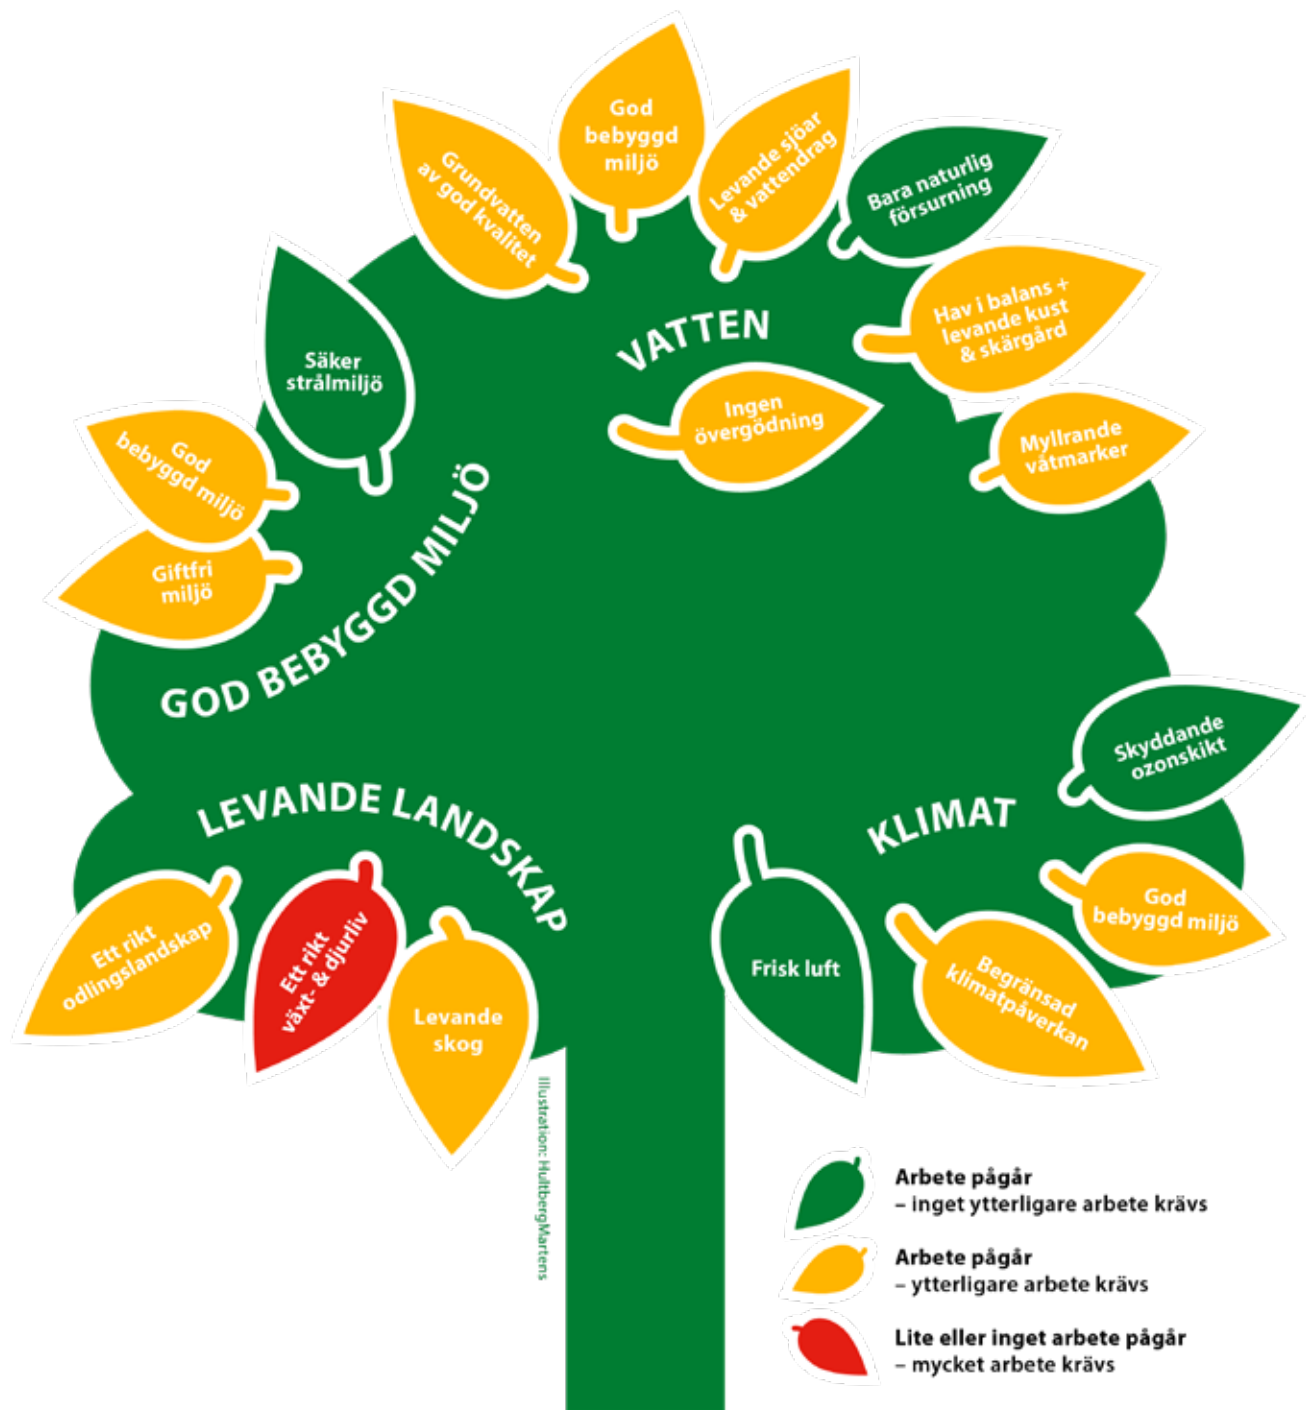 God
bebyggd
miljö
Grundvatten
av god kvalitet
Levande sjöar
& vattendrag
Bara naturlig
försurning
Hav i balans +
levande kust
& skärgård
VATTEN
Ingen
övergödning
Myllrande
våtmarker
Säker
strålmiljö
God
bebyggd miljö
Giftfri
miljö
GOD BEBYGGD MILJÖ
LEVANDE LANDSKAP
Ett rikt
odlingslandskap
Ett rikt
växt- & djurliv
Levande
skog
KLIMAT
Skyddande
ozonskikt
God
bebyggd miljö
Begränsad
klimatpåverkan
Frisk luft
Illustration: HultbergMartens
Arbete pågår
– inget ytterligare arbete krävs
Arbete pågår
– ytterligare arbete krävs
Lite eller inget arbete pågår
– mycket arbete krävs